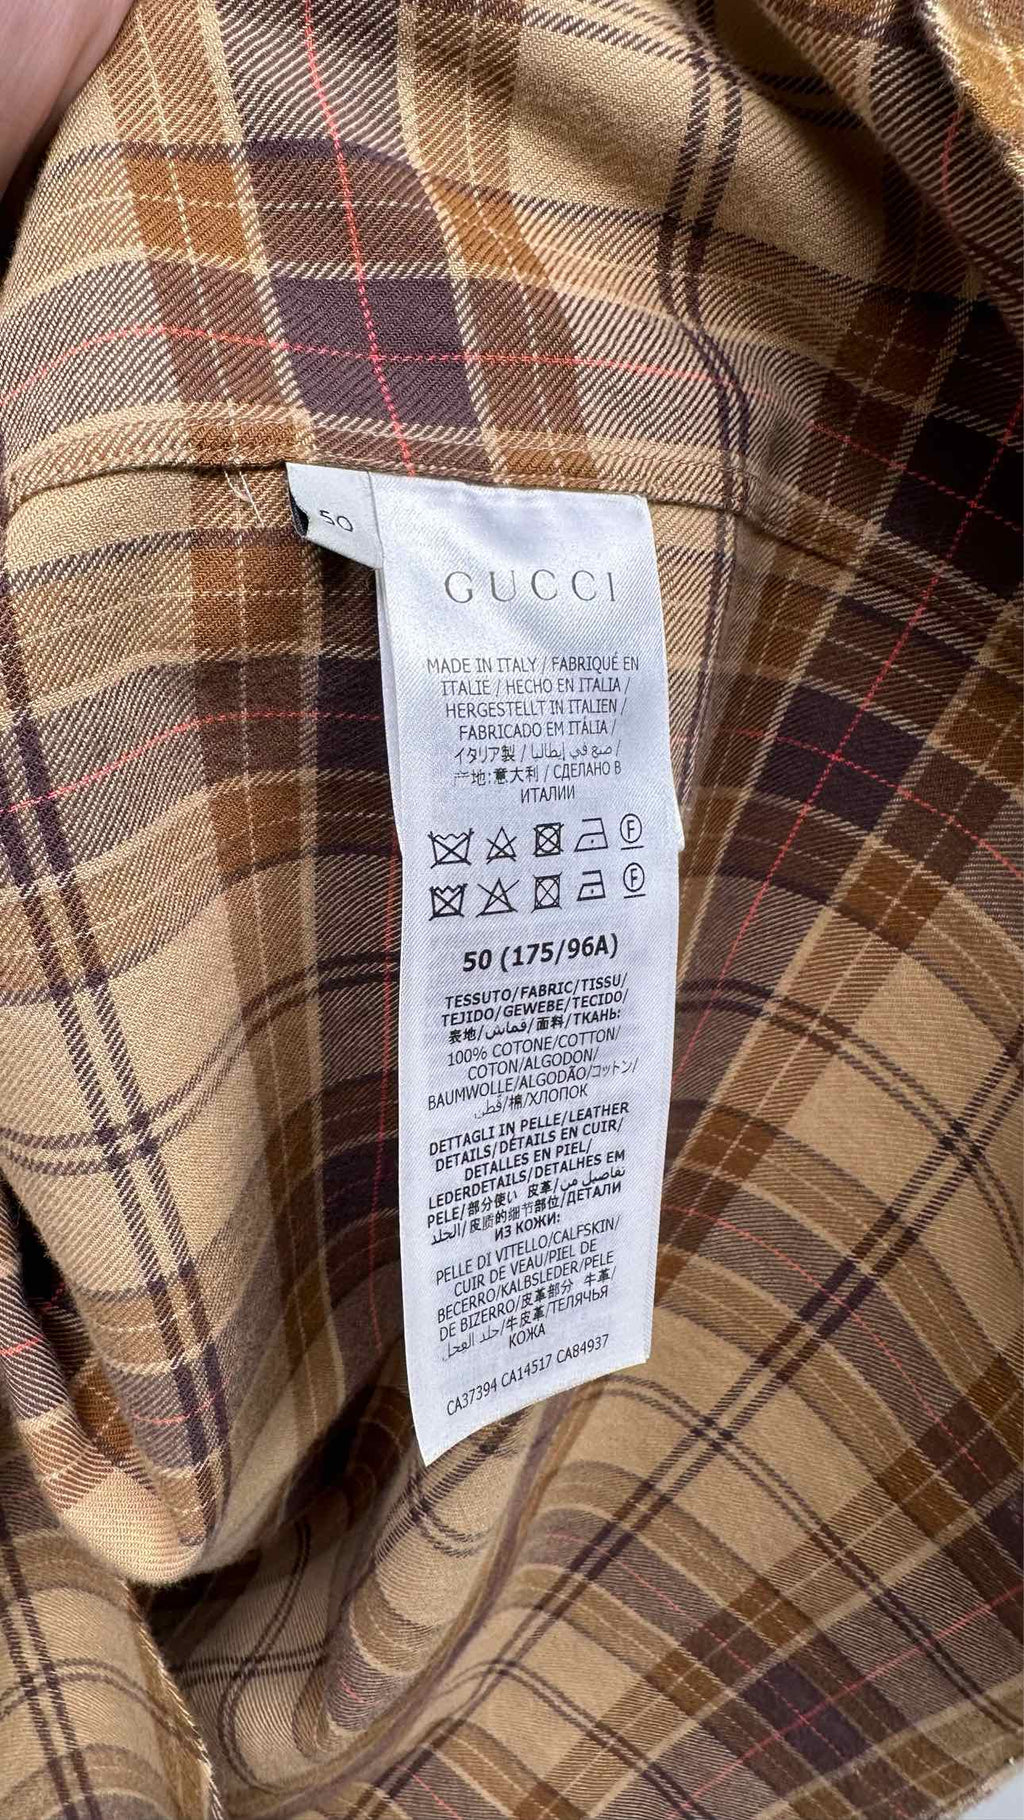 50
GUCCI
MADE IN ITALY / FABRIQUÉ EN
ITALIE / HECHO EN ITALIA /
HERGESTELLT IN ITALIEN /
FABRICADO EM ITÁLIA /
イタリア製 / صنع في إيطاليا /
产地:意大利 / СДЕЛАНО В
ИТАЛИИ
F
F
50 (175/96A)
TESSUTO/FABRIC/TISSU/
TEJIDO/GEWEBE/TECIDO/
表地/قماش/面料/ТКАНЬ:
100% COTONE/COTTON/
COTON/ALGODON/
BAUMWOLLE/ALGODÃO/コットン/
قطن/棉/ХЛОПОК
DETTAGLI IN PELLE/LEATHER
DETAILS/DÉTAILS EN CUIR/
DETALLES EN PIEL/
LEDERDETAILS/DETALHES EM
PELE/部分使い 皮革/تفاصيل من
الجلد/皮质的细节部位/ДЕТАЛИ
ИЗ КОЖИ:
PELLE DI VITELLO/CALFSKIN/
CUIR DE VEAU/PIEL DE
BECERRO/KALBSLEDER/PELE
DE BIZERRO/皮革部分 牛革/
جلد العجل/牛皮革/ТЕЛЯЧЬЯ
КОЖА
CA37394 CA14517 CA84937